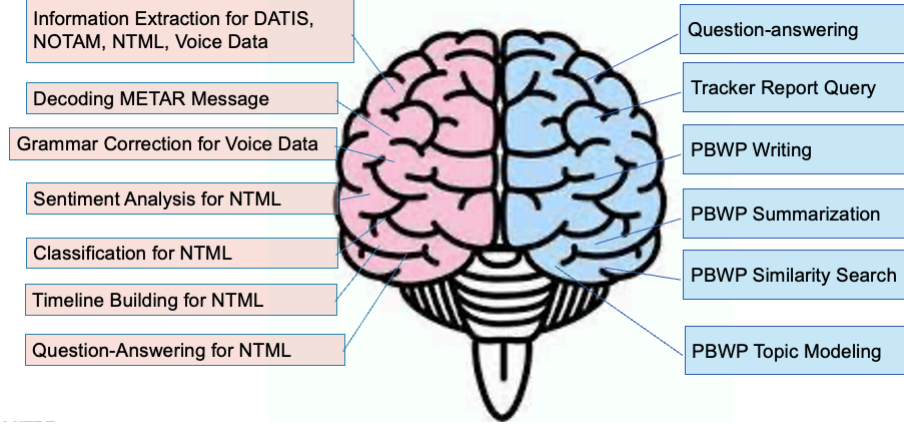 Information Extraction for DATIS,
NOTAM, NTML, Voice Data
Decoding METAR Message
Grammar Correction for Voice Data
Sentiment Analysis for NTML
Classification for NTML
Timeline Building for NTML
Question-Answering for NTML
Question-answering
Tracker Report Query
PBWP Writing
PBWP Summarization
PBWP Similarity Search
PBWP Topic Modeling